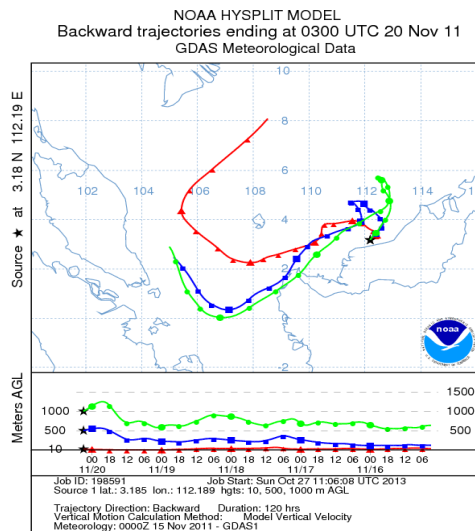 NOAA HYSPLIT MODEL
Backward trajectories ending at 0300 UTC 20 Nov 11
GDAS Meteorological Data
Source ★ at 3.18 N 112.19 E
10
8
6
102 104 106 108 110 112 114
4
2
0
-2
noaa
Meters AGL
1500
1000 1000
500 500
10
00 18 12 06 00 18 12 06 00 18 12 06 00 18 12 06 00 18 12 06
11/20 11/19 11/18 11/17 11/16
Job ID: 198591 Job Start: Sun Oct 27 11:06:08 UTC 2013
Source 1 lat.: 3.185 lon.: 112.189 hgts: 10, 500, 1000 m AGL
Trajectory Direction: Backward Duration: 120 hrs
Vertical Motion Calculation Method: Model Vertical Velocity
Meteorology: 0000Z 15 Nov 2011 - GDAS1